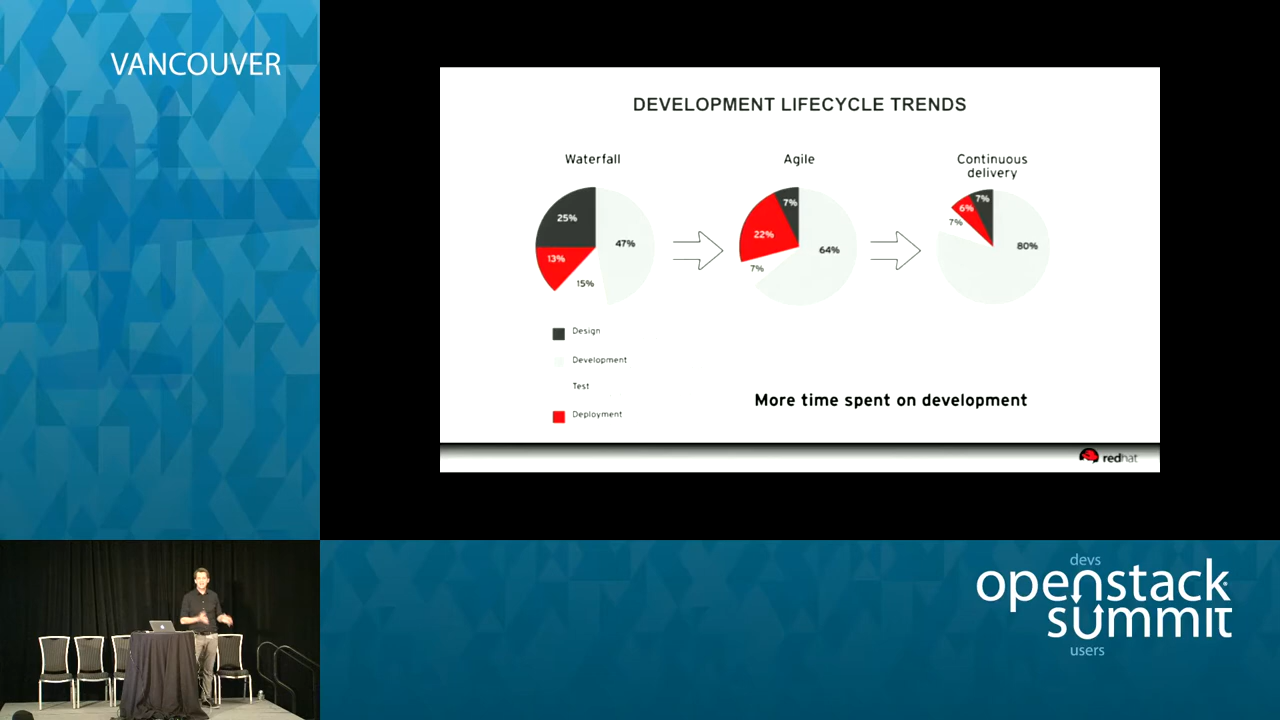 VANCOUVER
DEVELOPMENT LIFECYCLE TRENDS
Waterfall
25%
47%
13%
15%
Agile
7%
22%
64%
7%
Continuous
delivery
7%
6%
7%
80%
Design
Development
Test
Deployment
More time spent on development
redhat
devs
openstack
summit
users